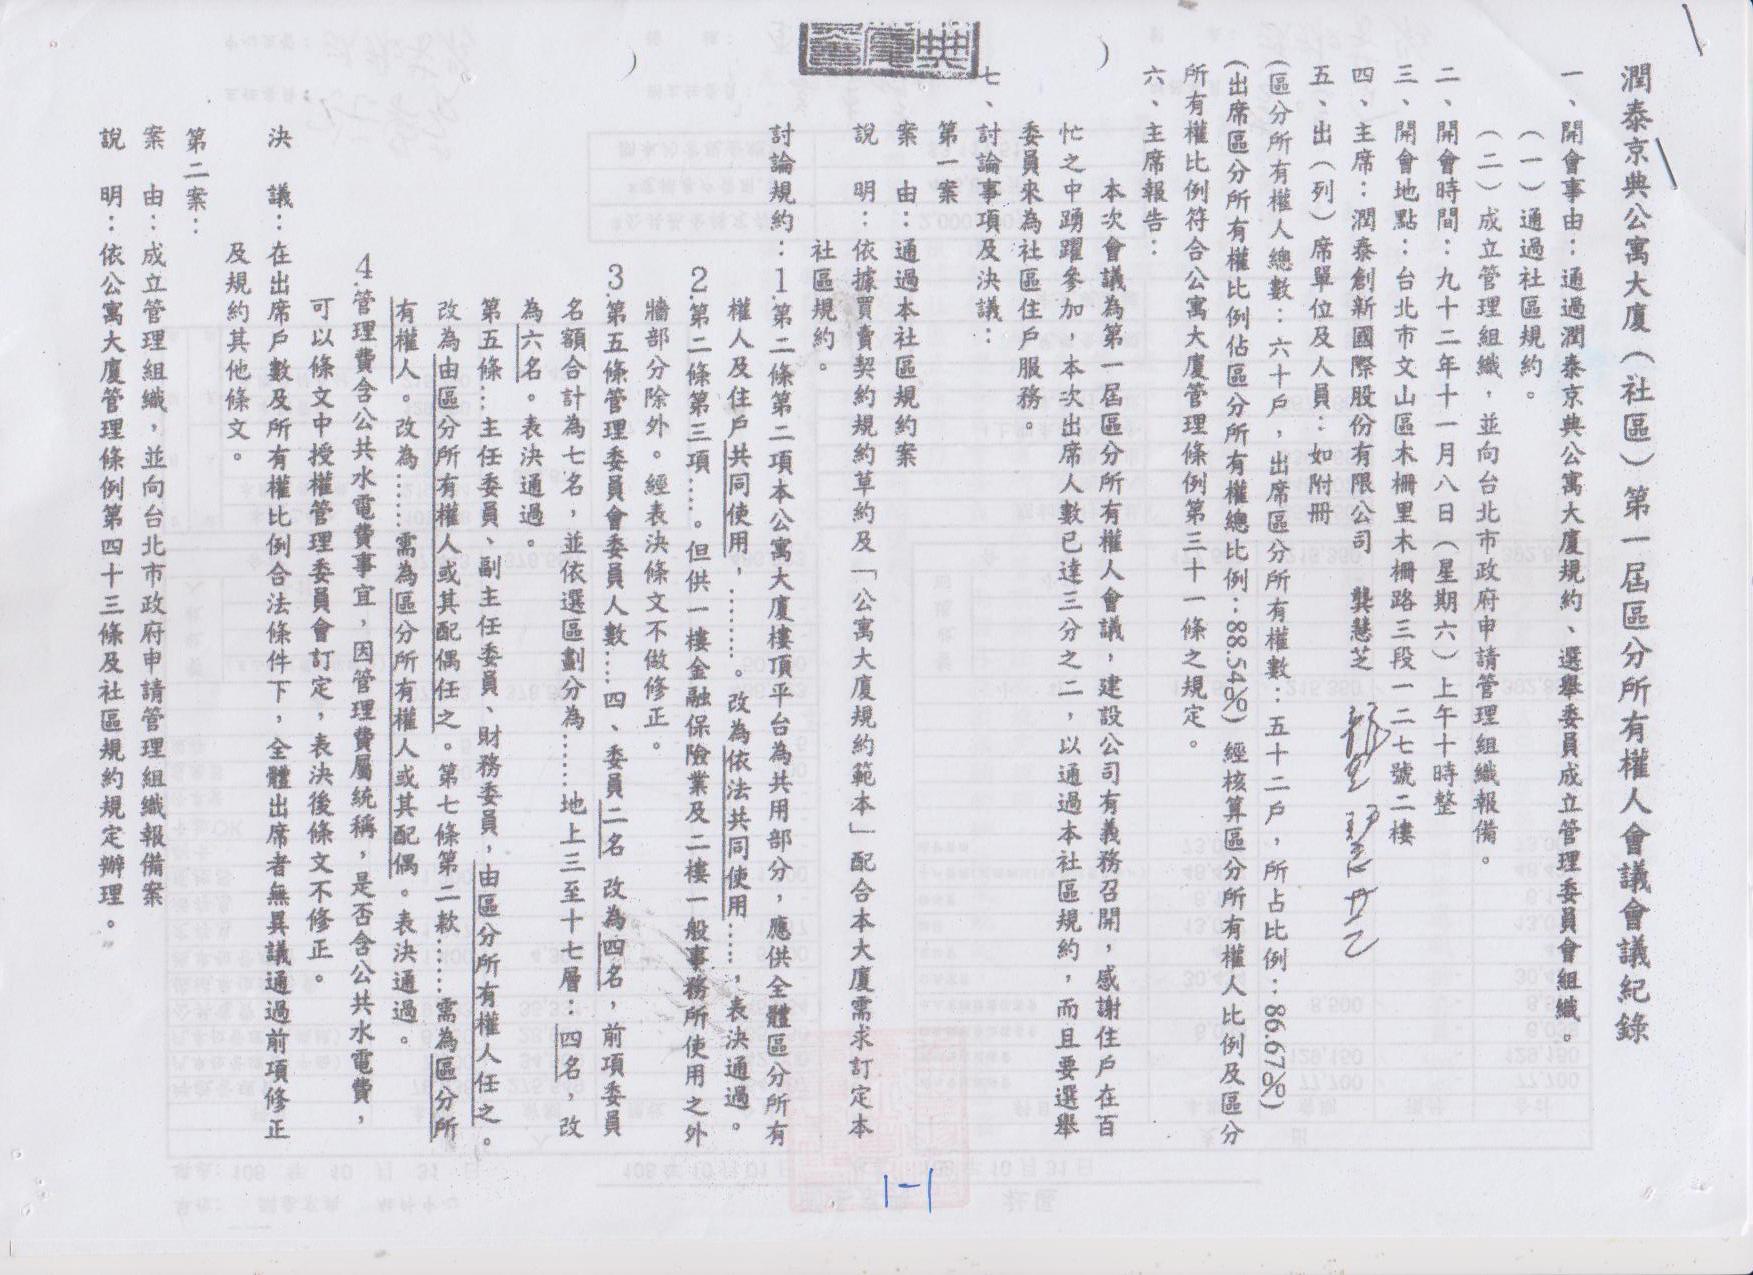 潤泰京典公寓大廈（社區）第一屆區分所有權人會議會議紀錄
一、開會事由：通過潤泰京典公寓大廈規約、選舉委員成立管理委員會組織。
（一）通過社區規約。
（二）成立管理組織，並向台北市政府申請管理組織報備。
二、開會時間：九十二年十一月八日（星期六）上午十時整
三、開會地點：台北市文山區木柵里木柵路三段一二七號二樓
四、主席：潤泰創新國際股份有限公司　龔慧芝
五、出（列）席單位及人員：如附冊
（區分所有權人總數：六十戶，出席區分所有權數：五十二戶，所占比例：86.67%）
（出席區分所有權比例佔區分所有權總比例：88.54%）經核算區分所有權人比例及區分
所有權比例符合公寓大廈管理條例第三十一條之規定。
六、主席報告：
本次會議為第一屆區分所有權人會議，建設公司有義務召開，感謝住戶在百
忙之中踴躍參加，本次出席人數已達三分之二，以通過本社區規約，而且要選舉
委員來為社區住戶服務。
七、討論事項及決議：
第一案
案　由：通過本社區規約案
說　明：依據買賣契約規約草約及「公寓大廈規約範本」配合本大廈需求訂定本
社區規約。
討論規約：1.第二條第二項本公寓大廈樓頂平台為共用部分，應供全體區分所有
權人及住戶共同使用，………。改為依法共同使用……，表決通過。
2.第二條第三項……。但供一樓金融保險業及二樓一般事務所使用之外
牆部分除外。經表決條文不做修正。
3.第五條管理委員會委員人數……四、委員二名 改為四名，前項委員
名額合計為七名，並依選區劃分為……地上三至十七層：四名，改
為六名。表決通過。
第五條…主任委員、副主任委員、財務委員，由區分所有權人任之。
改為由區分所有權人或其配偶任之。第七條第二款……需為區分所
有權人。改為……需為區分所有權人或其配偶。表決通過。
4.管理費含公共水電費事宜，因管理費屬統稱，是否含公共水電費，
可以條文中授權管理委員會訂定，表決後條文不修正。
決　議：在出席戶數及所有權比例合法條件下，全體出席者無異議通過前項修正
及規約其他條文。
第二案：
案　由：成立管理組織，並向台北市政府申請管理組織報備案
說　明：依公寓大廈管理條例第四十三條及社區規約規定辦理。
1-1